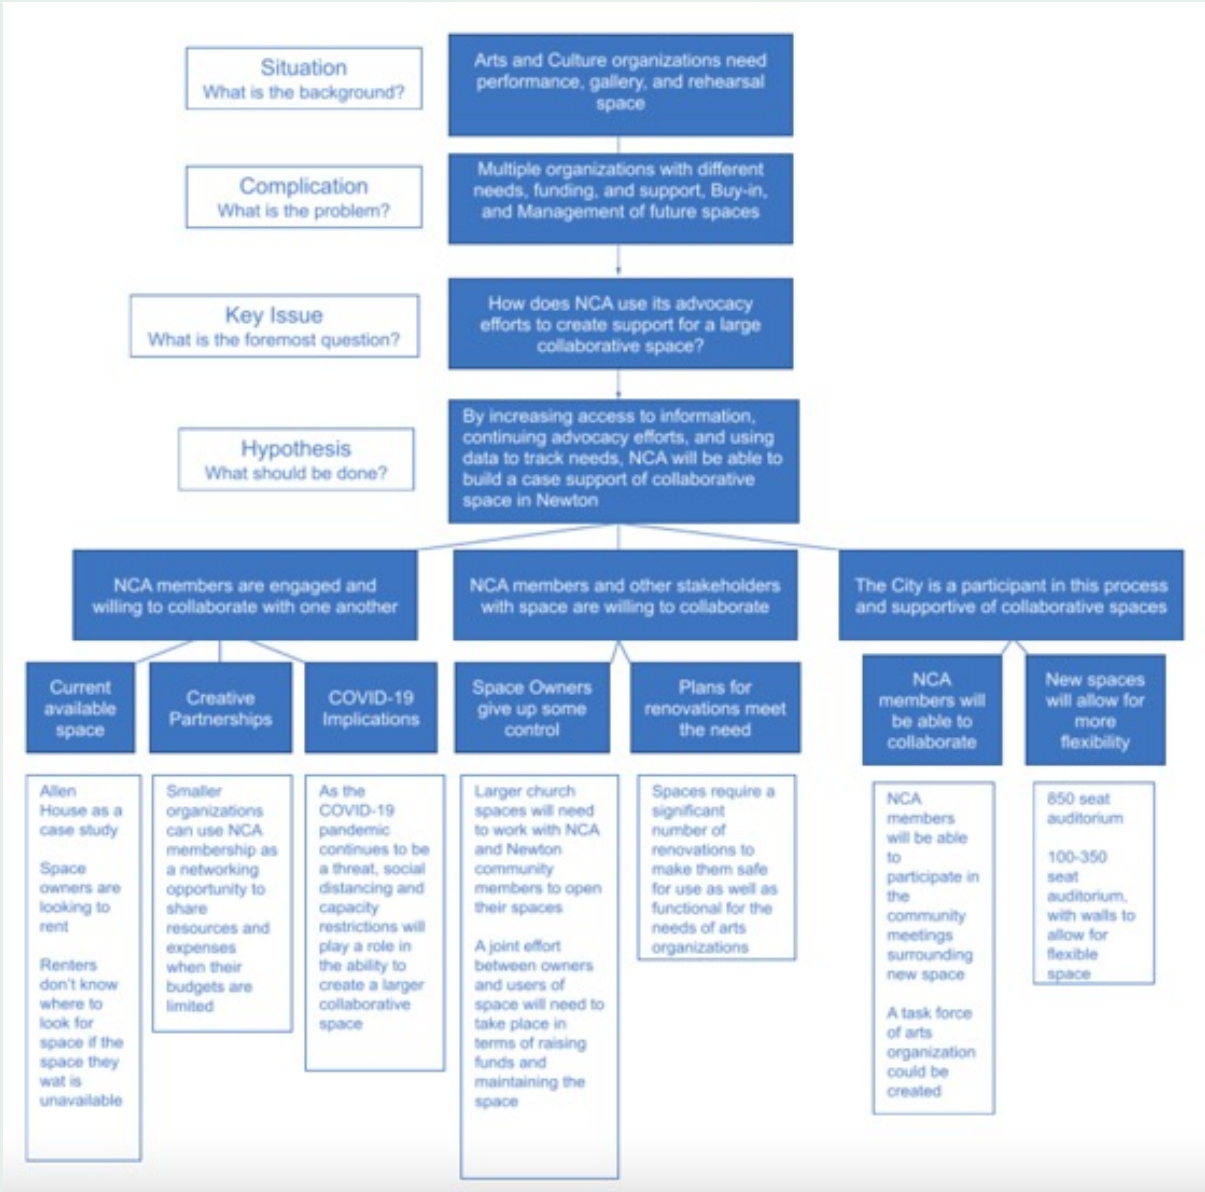 Situation
What is the background?
Arts and Culture organizations need
performance, gallery, and rehearsal
space
Complication
What is the problem?
Multiple organizations with different
needs, funding, and support, Buy-in,
and Management of future spaces
Key Issue
What is the foremost question?
How does NCA use its advocacy
efforts to create support for a large
collaborative space?
Hypothesis
What should be done?
By increasing access to information,
continuing advocacy efforts, and using
data to track needs, NCA will be able to
build a case support of collaborative
space in Newton
NCA members are engaged and
willing to collaborate with one another
NCA members and other stakeholders
with space are willing to collaborate
The City is a participant in this process
and supportive of collaborative spaces
Current
available
space
Creative
Partnerships
COVID-19
Implications
Space Owners
give up some
control
Plans for
renovations meet
the need
NCA
members will
be able to
collaborate
New spaces
will allow for
more
flexibility
Allen
House as a
case study
Space
owners are
looking to
rent
Renters
don't know
where to
look for
space if the
space they
wat is
unavailable
Smaller
organizations
can use NCA
membership as
a networking
opportunity to
share
resources and
expenses
when their
budgets are
limited
As the
COVID-19
pandemic
continues to be
a threat, social
distancing and
capacity
restrictions will
play a role in
the ability to
create a larger
collaborative
space
Larger church
spaces will need
to work with NCA
and Newton
community
members to open
their spaces
A joint effort
between owners
and users of
space will need to
take place in
terms of raising
funds and
maintaining the
space
Spaces require a
significant
number of
renovations to
make them safe
for use as well as
functional for the
needs of arts
organizations
NCA
members
will be able
to
participate in
the
community
meetings
surrounding
new space
A task force
of arts
organization
could be
created
850 seat
auditorium
100-350
seat
auditorium,
with walls to
allow for
flexible
space